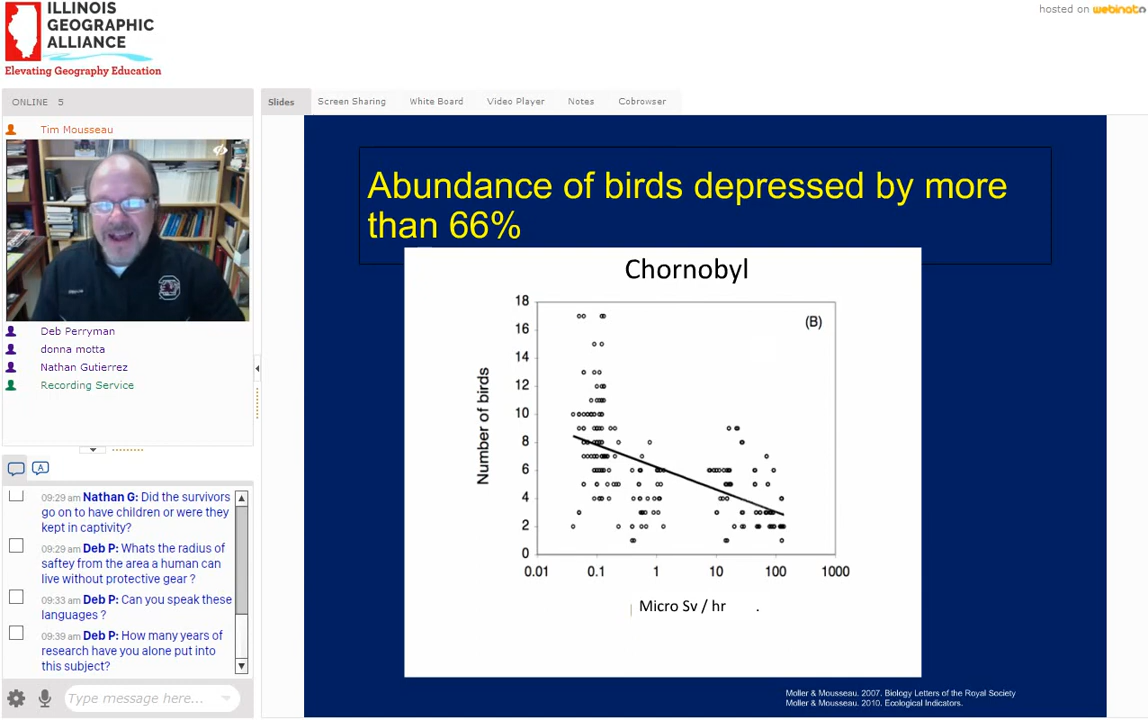 ILLINOIS
GEOGRAPHIC
ALLIANCE
Elevating Geography Education
hosted on webinato
ONLINE 5
Tim Mousseau
Deb Perryman
donna motta
Nathan Gutierrez
Recording Service
A
09:29 am Nathan G: Did the survivors
go on to have children or were they
kept in captivity?
09:29 am Deb P: Whats the radius of
saftey from the area a human can
live without protective gear ?
09:33 am Deb P: Can you speak these
languages ?
09:39 am Deb P: How many years of
research have you alone put into
this subject?
Type message here...
Slides
Screen Sharing
White Board
Video Player
Notes
Cobrowser
Abundance of birds depressed by more
than 66%
Chornobyl
(B)
Number of birds
18
16
14
12
10
8
6
4
2
0
0.01 0.1 1 10 100 1000
Micro Sv / hr .
Moller & Mousseau. 2007. Biology Letters of the Royal Society
Moller & Mousseau. 2010. Ecological Indicators.